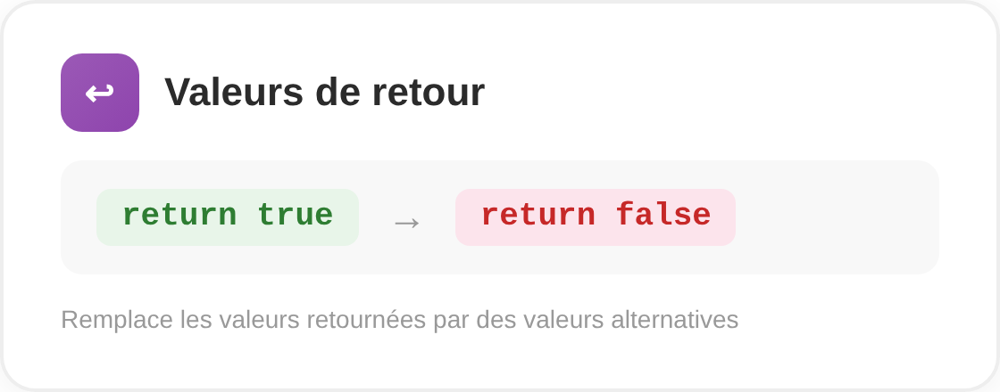 Valeurs de retour
return true → return false
Remplace les valeurs retournées par des valeurs alternatives